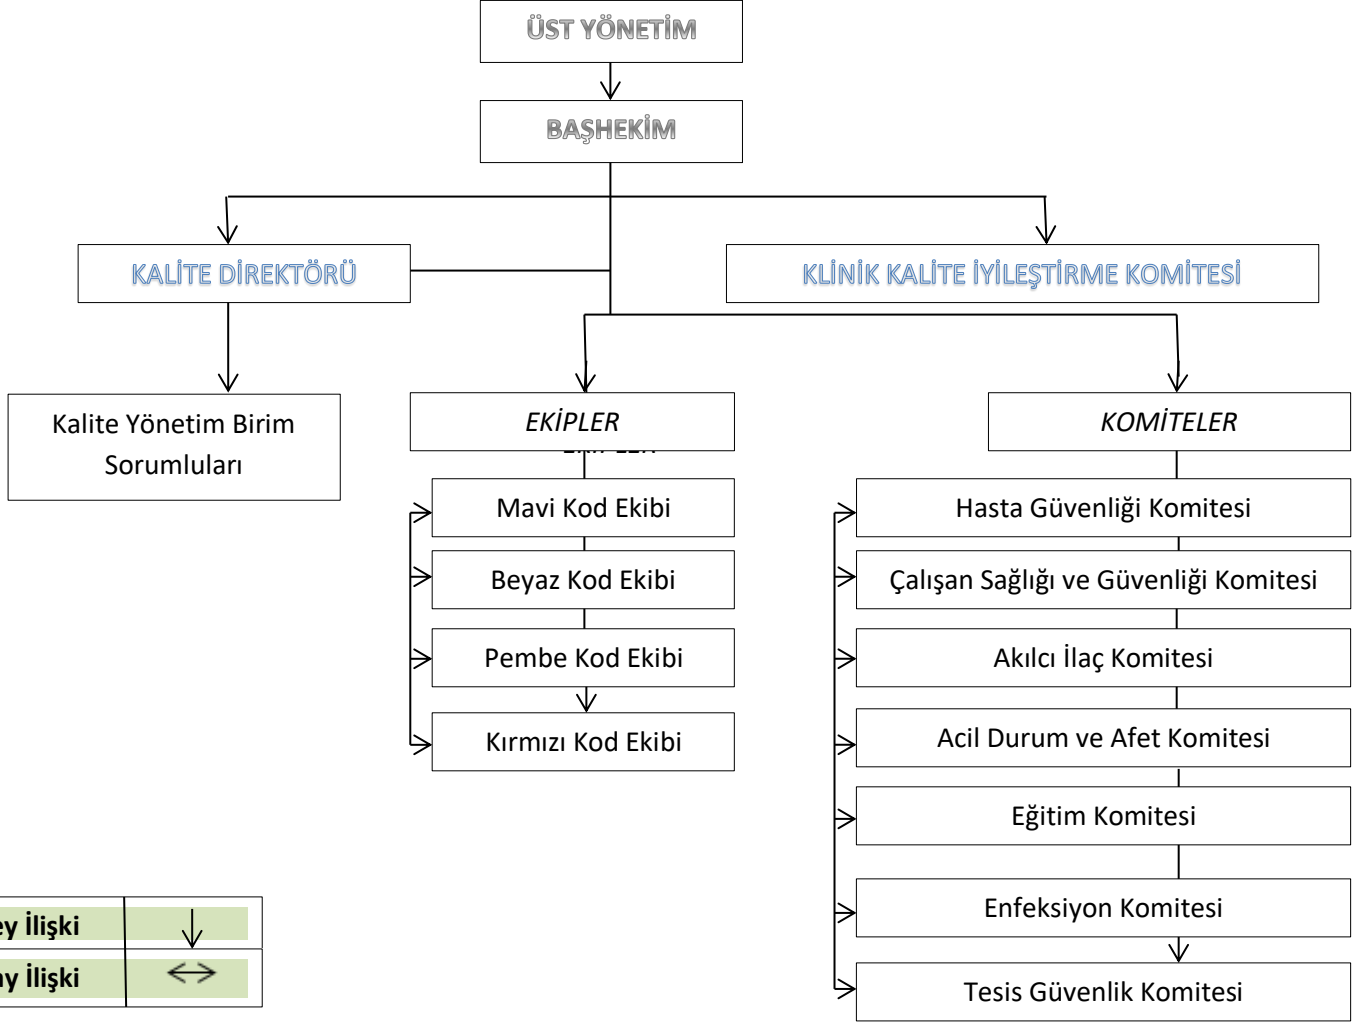 ÜST YÖNETİM
BAŞHEKİM
KALİTE DİREKTÖRÜ
KLİNİK KALİTE İYİLEŞTİRME KOMİTESİ
Kalite Yönetim Birim
Sorumluları
EKİPLER
KOMİTELER
Mavi Kod Ekibi
Hasta Güvenliği Komitesi
Beyaz Kod Ekibi
Çalışan Sağlığı ve Güvenliği Komitesi
Pembe Kod Ekibi
Akılcı İlaç Komitesi
Kırmızı Kod Ekibi
Acil Durum ve Afet Komitesi
Eğitim Komitesi
Enfeksiyon Komitesi
Tesis Güvenlik Komitesi
ey İlişki
ay İlişki